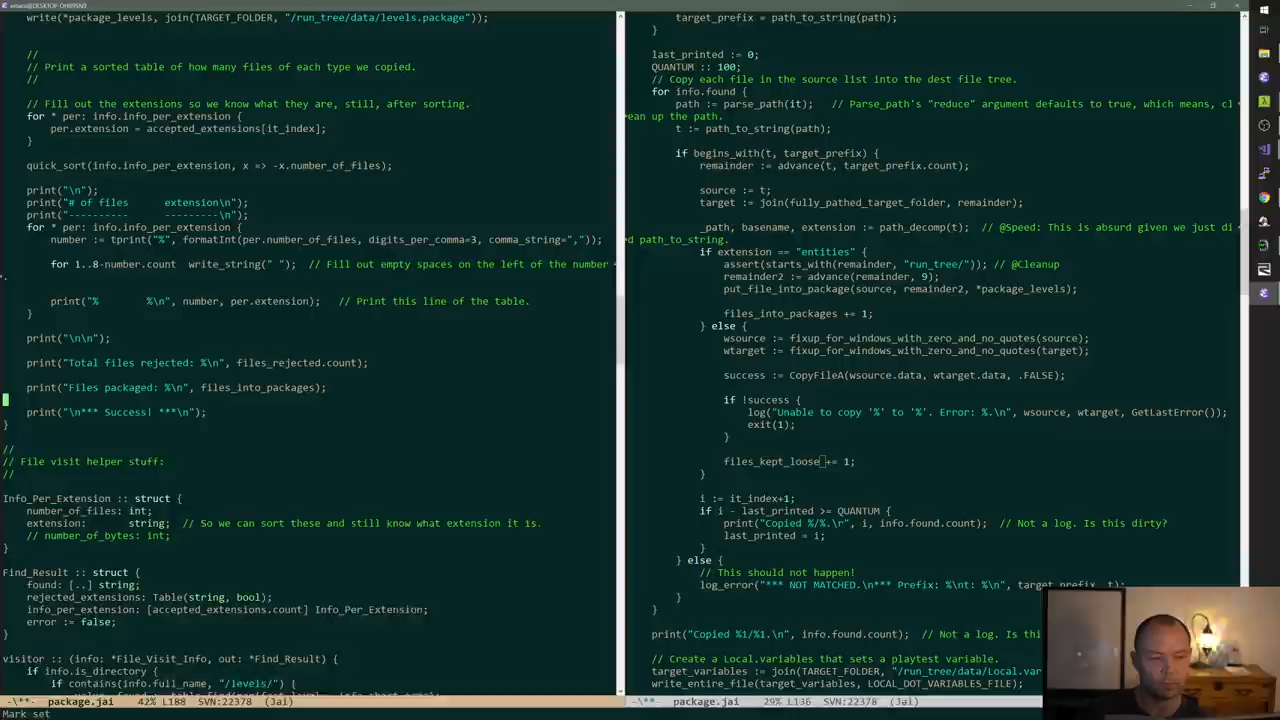 emacs@DESKTOP-OH89SN3
write(*package_levels, join(TARGET_FOLDER, "/run_tree/data/levels.package"));
//
// Print a sorted table of how many files of each type we copied.
//
// Fill out the extensions so we know what they are, still, after sorting.
for * per: info.info_per_extension {
per.extension = accepted_extensions[it_index];
}
quick_sort(info.info_per_extension, x => -x.number_of_files);
print("\n");
print("# of files      extension\n");
print("----------      ---------\n");
for * per: info.info_per_extension {
number := tprint("%", formatInt(per.number_of_files, digits_per_comma=3, comma_string=","));
for 1..8-number.count  write_string(" ");  // Fill out empty spaces on the left of the number
.
print("%        %\n", number, per.extension);   // Print this line of the table.
}
print("\n\n");
print("Total files rejected: %\n", files_rejected.count);
print("Files packaged: %\n", files_into_packages);
print("\n*** Success! ***\n");
}
//
// File visit helper stuff:
//
Info_Per_Extension :: struct {
number_of_files: int;
extension:       string;  // So we can sort these and still know what extension it is.
// number_of_bytes: int;
}
Find_Result :: struct {
found: [..] string;
rejected_extensions: Table(string, bool);
info_per_extension: [accepted_extensions.count] Info_Per_Extension;
error := false;
}
visitor :: (info: *File_Visit_Info, out: *Find_Result) {
if info.is_directory {
if contains(info.full_name, "/levels/") {
-\**-  package.jai    42% L188  SVN:22378  (Jai)
Mark set
target_prefix = path_to_string(path);
}
last_printed := 0;
QUANTUM :: 100;
// Copy each file in the source list into the dest file tree.
for info.found {
path := parse_path(it);   // Parse_path's "reduce" argument defaults to true, which means, cl
ean up the path.
t := path_to_string(path);
if begins_with(t, target_prefix) {
remainder := advance(t, target_prefix.count);
source := t;
target := join(fully_pathed_target_folder, remainder);
_path, basename, extension := path_decomp(t);  // @Speed: This is absurd given we just di
d path_to_string.
if extension == "entities" {
assert(starts_with(remainder, "run_tree/")); // @Cleanup
remainder2 := advance(remainder, 9);
put_file_into_package(source, remainder2, *package_levels);
files_into_packages += 1;
} else {
wsource := fixup_for_windows_with_zero_and_no_quotes(source);
wtarget := fixup_for_windows_with_zero_and_no_quotes(target);
success := CopyFileA(wsource.data, wtarget.data, .FALSE);
if !success {
log("Unable to copy '%' to '%'. Error: %.\n", wsource, wtarget, GetLastError());
exit(1);
}
files_kept_loose += 1;
}
i := it_index+1;
if i - last_printed >= QUANTUM {
print("Copied %/%.\r", i, info.found.count);  // Not a log. Is this dirty?
last_printed = i;
}
} else {
// This should not happen!
log_error("*** NOT MATCHED.\n*** Prefix: %\nt: %\n", target_prefix, t);
}
}
print("Copied %1/%1.\n", info.found.count);  // Not a log. Is this
// Create a Local.variables that sets a playtest variable.
target_variables := join(TARGET_FOLDER, "/run_tree/data/Local.var
write_entire_file(target_variables, LOCAL_DOT_VARIABLES_FILE);
-\**-  package.jai    29% L136  SVN:22378  (Jai)